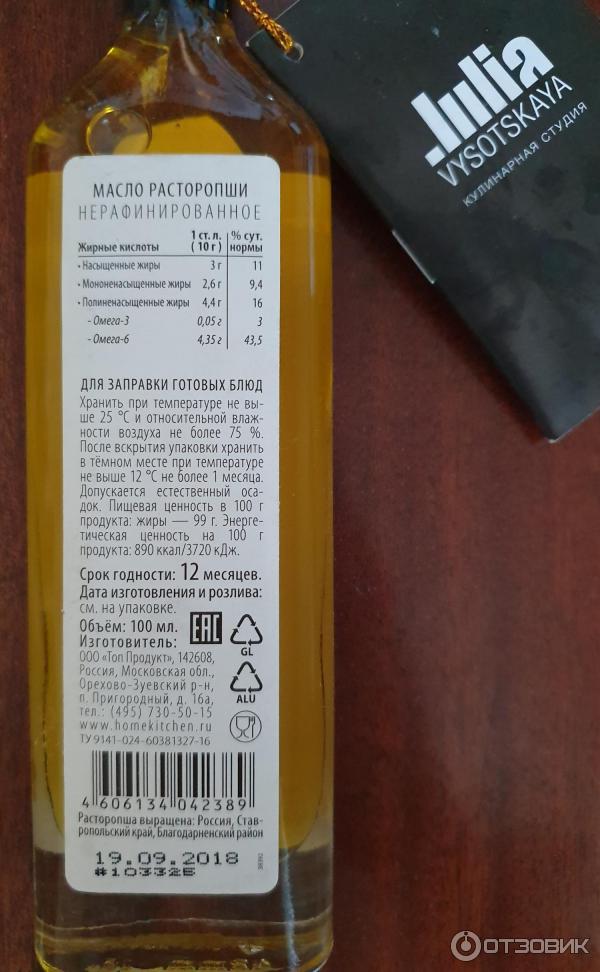 Julia
VYSOTSKAYA
КУЛИНАРНАЯ СТУДИЯ
МАСЛО РАСТОРОПШИ
НЕРАФИНИРОВАННОЕ
Жирные кислоты 1 ст. л. (10 г) % сут. нормы
• Насыщенные жиры 3 г 11
• Мононенасыщенные жиры 2,6 г 9,4
• Полиненасыщенные жиры 4,4 г 16
- Омега-3 0,05 г 3
- Омега-6 4,35 г 43,5
ДЛЯ ЗАПРАВКИ ГОТОВЫХ БЛЮД
Хранить при температуре не вы-
ше 25 °С и относительной влаж-
ности воздуха не более 75 %.
После вскрытия упаковки хранить
в тёмном месте при температуре
не выше 12 °С не более 1 месяца.
Допускается естественный оса-
док. Пищевая ценность в 100 г
продукта: жиры — 99 г. Энерге-
тическая ценность на 100 г
продукта: 890 ккал/3720 кДж.
Срок годности: 12 месяцев.
Дата изготовления и розлива:
см. на упаковке.
Объём: 100 мл.
Изготовитель:
ООО «Топ Продукт», 142608,
Россия, Московская обл.,
Орехово-Зуевский р-н,
п. Пригородный, д. 16а,
тел.: (495) 730-50-15
www.homekitchen.ru
ТУ 9141-024-60381327-16
EAC
GL
ALU
4 606134 042389
Расторопша выращена: Россия, Став-
ропольский край, Благодарненский район
19.09.2018
#103325
ОТЗОВИК